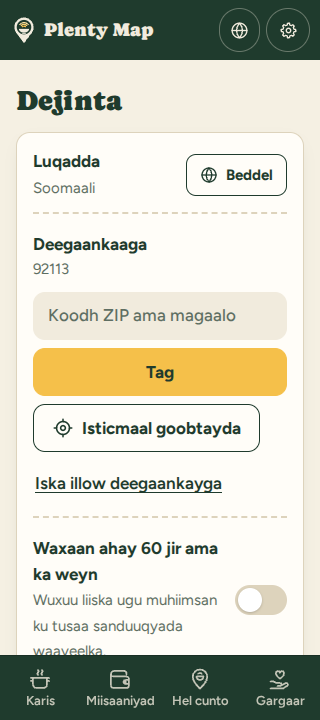 Plenty Map
Dejinta
Luqadda
Soomaali
Beddel
Deegaankaaga
92113
Koodh ZIP ama magaalo
Tag
Isticmaal goobtayda
Iska illow deegaankayga
Waxaan ahay 60 jir ama
ka weyn
Wuxuu liiska ugu muhiimsan
ku tusaa sanduuqyada
waayeelka.
Karis
Miisaaniyad
Hel cunto
Gargaar